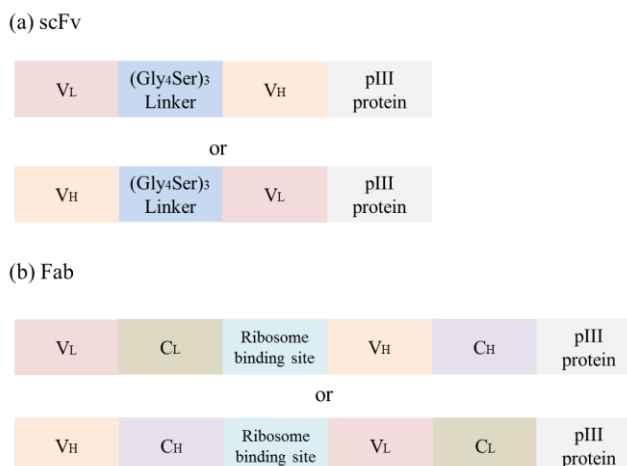 (a) scFv
VL (Gly4Ser)3 Linker VH pIII protein
or
VH (Gly4Ser)3 Linker VL pIII protein
(b) Fab
VL CL Ribosome binding site VH CH pIII protein
or
VH CH Ribosome binding site VL CL pIII protein